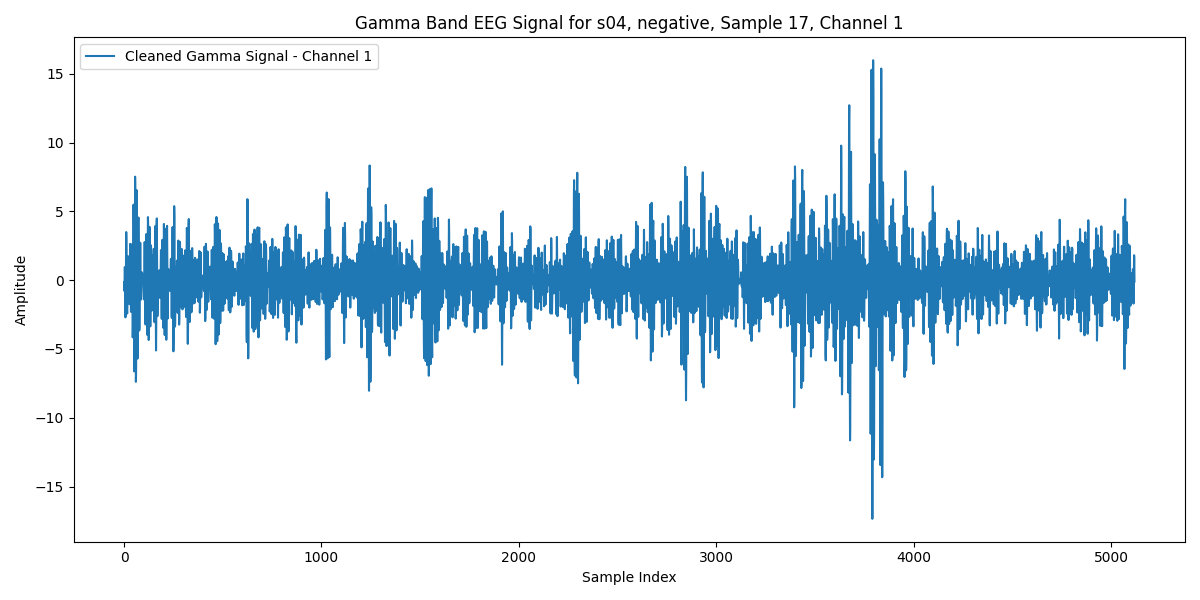 Gamma Band EEG Signal for s04, negative, Sample 17, Channel 1
Cleaned Gamma Signal - Channel 1
Amplitude
15
10
5
0
−5
−10
−15
0 1000 2000 3000 4000 5000
Sample Index